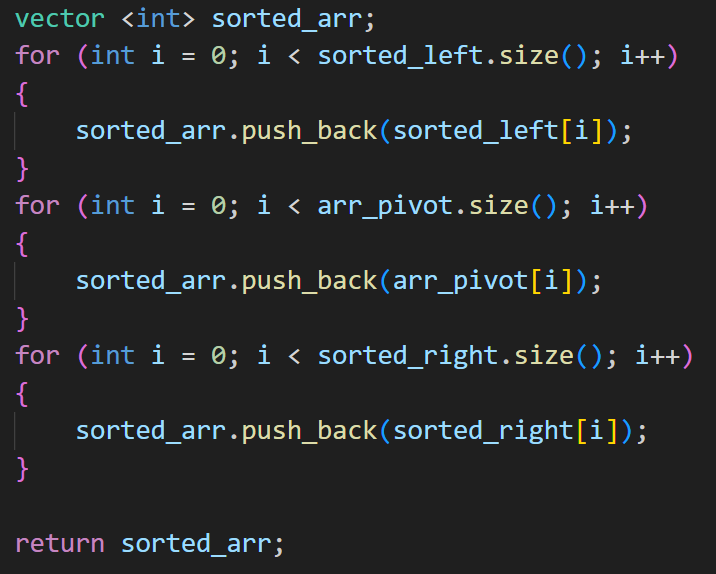 vector <int> sorted_arr;
for (int i = 0; i < sorted_left.size(); i++)
{
    sorted_arr.push_back(sorted_left[i]);
}
for (int i = 0; i < arr_pivot.size(); i++)
{
    sorted_arr.push_back(arr_pivot[i]);
}
for (int i = 0; i < sorted_right.size(); i++)
{
    sorted_arr.push_back(sorted_right[i]);
}

return sorted_arr;